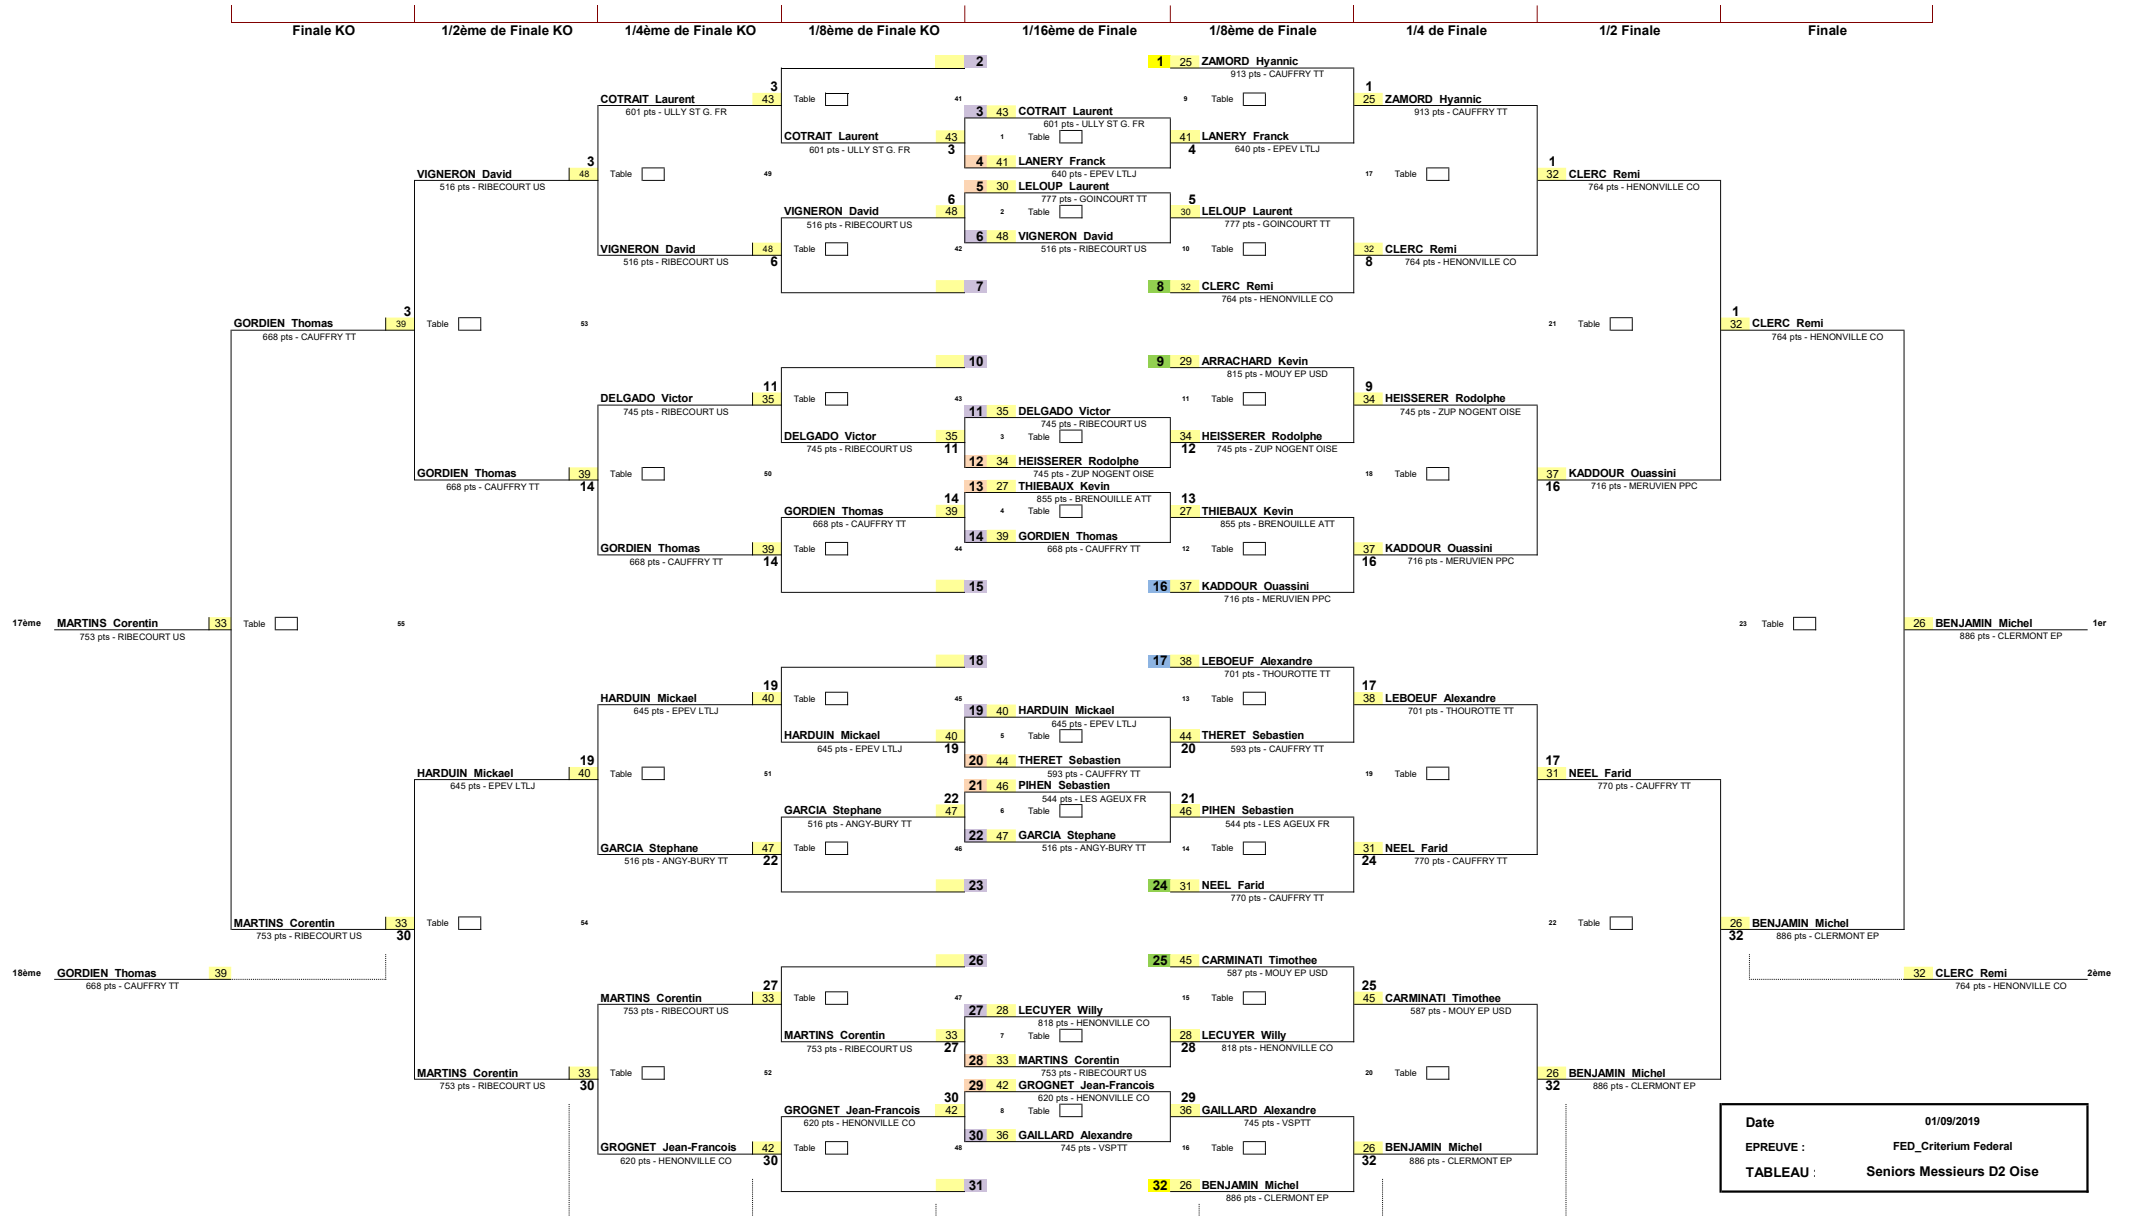 Finale KO 1/2ème de Finale KO 1/4ème de Finale KO 1/8ème de Finale KO 1/16ème de Finale 1/8ème de Finale 1/4 de Finale 1/2 Finale Finale
2 1 25 ZAMORD Hyannic
913 pts - CAUFFRY TT
3 1
COTRAIT Laurent 43 Table 41 9 Table 25 ZAMORD Hyannic
601 pts - ULLY ST G. FR 913 pts - CAUFFRY TT
3 43 COTRAIT Laurent
601 pts - ULLY ST G. FR
COTRAIT Laurent 43 1 Table 41 LANERY Franck
601 pts - ULLY ST G. FR 3 4 640 pts - EPEV LTLJ
3 4 41 LANERY Franck 1
VIGNERON David 48 Table 49 640 pts - EPEV LTLJ 17 Table 32 CLERC Remi
516 pts - RIBECOURT US 5 30 LELOUP Laurent 764 pts - HENONVILLE CO
6 777 pts - GOINCOURT TT 5
VIGNERON David 48 2 Table 30 LELOUP Laurent
516 pts - RIBECOURT US 777 pts - GOINCOURT TT
6 48 VIGNERON David
VIGNERON David 48 Table 42 516 pts - RIBECOURT US 10 Table 32 CLERC Remi
516 pts - RIBECOURT US 6 8 764 pts - HENONVILLE CO
7 8 32 CLERC Remi
764 pts - HENONVILLE CO
3 1
GORDIEN Thomas 39 Table 53 21 Table 32 CLERC Remi
668 pts - CAUFFRY TT 764 pts - HENONVILLE CO
10 9 29 ARRACHARD Kevin
815 pts - MOUY EP USD
11 9
DELGADO Victor 35 Table 43 11 Table 34 HEISSERER Rodolphe
745 pts - RIBECOURT US 745 pts - ZUP NOGENT OISE
11 35 DELGADO Victor
745 pts - RIBECOURT US
DELGADO Victor 35 3 Table 34 HEISSERER Rodolphe
745 pts - RIBECOURT US 11 12 745 pts - ZUP NOGENT OISE
12 34 HEISSERER Rodolphe
GORDIEN Thomas 39 Table 50 745 pts - ZUP NOGENT OISE 18 Table 37 KADDOUR Ouassini
668 pts - CAUFFRY TT 14 13 27 THIEBAUX Kevin 16 716 pts - MERUVIEN PPC
14 855 pts - BRENOUILLE ATT 13
GORDIEN Thomas 39 4 Table 27 THIEBAUX Kevin
668 pts - CAUFFRY TT 855 pts - BRENOUILLE ATT
14 39 GORDIEN Thomas
GORDIEN Thomas 39 Table 44 668 pts - CAUFFRY TT 12 Table 37 KADDOUR Ouassini
668 pts - CAUFFRY TT 14 16 716 pts - MERUVIEN PPC
15 16 37 KADDOUR Ouassini
716 pts - MERUVIEN PPC
17ème MARTINS Corentin 33 Table 55 23 Table 26 BENJAMIN Michel 1er
753 pts - RIBECOURT US 886 pts - CLERMONT EP
18 17 38 LEBOEUF Alexandre
701 pts - THOUROTTE TT
19 17
HARDUIN Mickael 40 Table 45 13 Table 38 LEBOEUF Alexandre
645 pts - EPEV LTLJ 701 pts - THOUROTTE TT
19 40 HARDUIN Mickael
645 pts - EPEV LTLJ
HARDUIN Mickael 40 5 Table 44 THERET Sebastien
645 pts - EPEV LTLJ 19 20 593 pts - CAUFFRY TT
19 20 44 THERET Sebastien 17
HARDUIN Mickael 40 Table 51 593 pts - CAUFFRY TT 19 Table 31 NEEL Farid
645 pts - EPEV LTLJ 21 46 PIHEN Sebastien 770 pts - CAUFFRY TT
22 544 pts - LES AGEUX FR 21
GARCIA Stephane 47 6 Table 46 PIHEN Sebastien
516 pts - ANGY-BURY TT 544 pts - LES AGEUX FR
22 47 GARCIA Stephane
GARCIA Stephane 47 Table 46 516 pts - ANGY-BURY TT 14 Table 31 NEEL Farid
516 pts - ANGY-BURY TT 22 24 770 pts - CAUFFRY TT
23 24 31 NEEL Farid
770 pts - CAUFFRY TT
MARTINS Corentin 33 Table 54 22 Table 26 BENJAMIN Michel
753 pts - RIBECOURT US 30 32 886 pts - CLERMONT EP
26 25 45 CARMINATI Timothee
587 pts - MOUY EP USD
18ème GORDIEN Thomas 39 32 CLERC Remi 2ème
668 pts - CAUFFRY TT 764 pts - HENONVILLE CO
27 25
MARTINS Corentin 33 Table 47 15 Table 45 CARMINATI Timothee
753 pts - RIBECOURT US 587 pts - MOUY EP USD
27 28 LECUYER Willy
818 pts - HENONVILLE CO
MARTINS Corentin 33 7 Table 28 LECUYER Willy
753 pts - RIBECOURT US 27 28 818 pts - HENONVILLE CO
28 33 MARTINS Corentin
MARTINS Corentin 33 Table 52 753 pts - RIBECOURT US 20 Table 26 BENJAMIN Michel
753 pts - RIBECOURT US 30 29 42 GROGNET Jean-Francois 32 886 pts - CLERMONT EP
30 620 pts - HENONVILLE CO 29
GROGNET Jean-Francois 42 8 Table 36 GAILLARD Alexandre
620 pts - HENONVILLE CO 745 pts - VSPTT
30 36 GAILLARD Alexandre
GROGNET Jean-Francois 42 Table 48 745 pts - VSPTT 16 Table 26 BENJAMIN Michel
620 pts - HENONVILLE CO 30 32 886 pts - CLERMONT EP
31 32 26 BENJAMIN Michel
886 pts - CLERMONT EP
Date 01/09/2019
EPREUVE : FED_Criterium Federal
TABLEAU : Seniors Messieurs D2 Oise